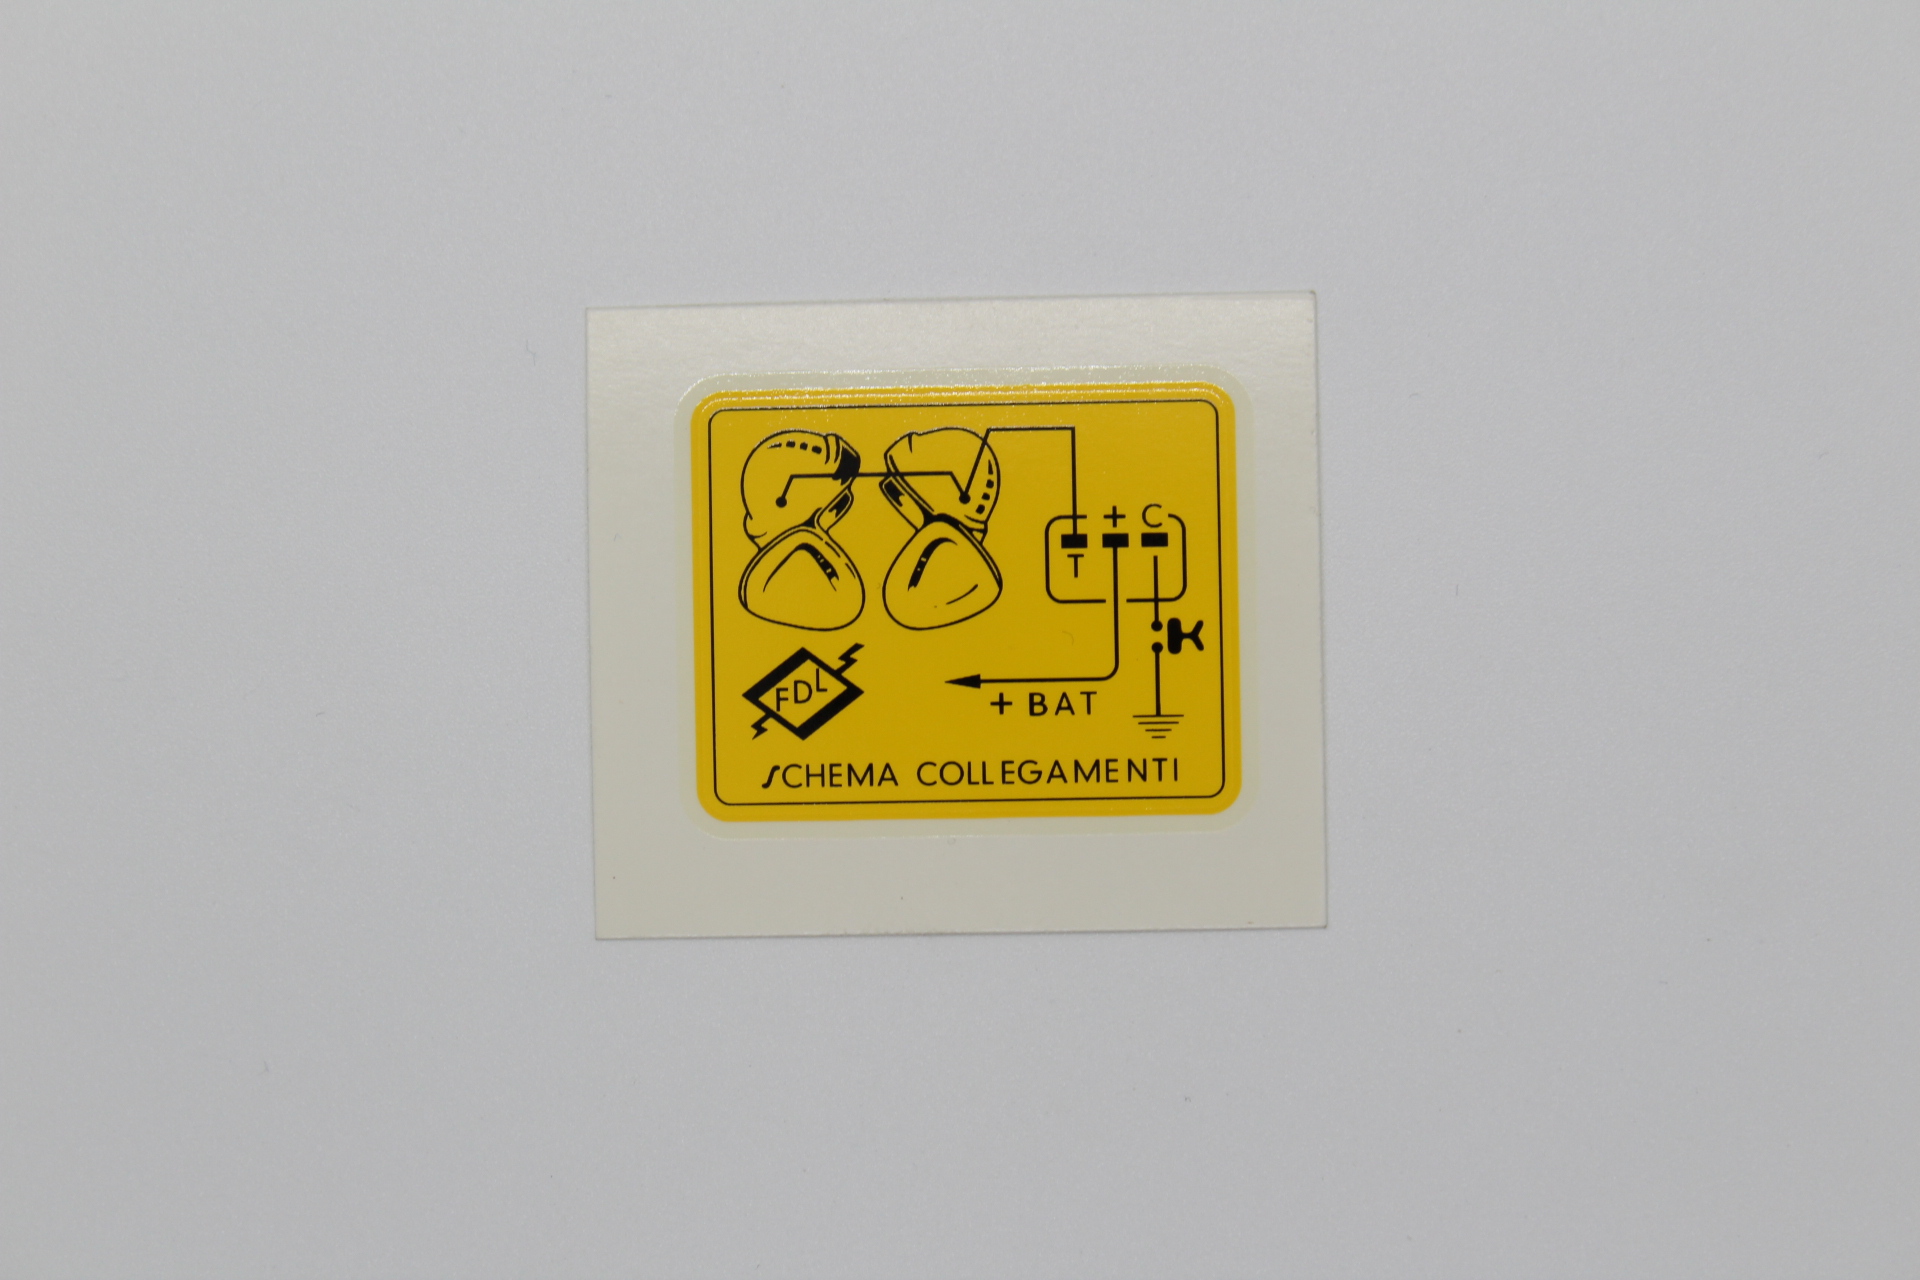 + C
T
FDL
+ BAT
SCHEMA COLLEGAMENTI